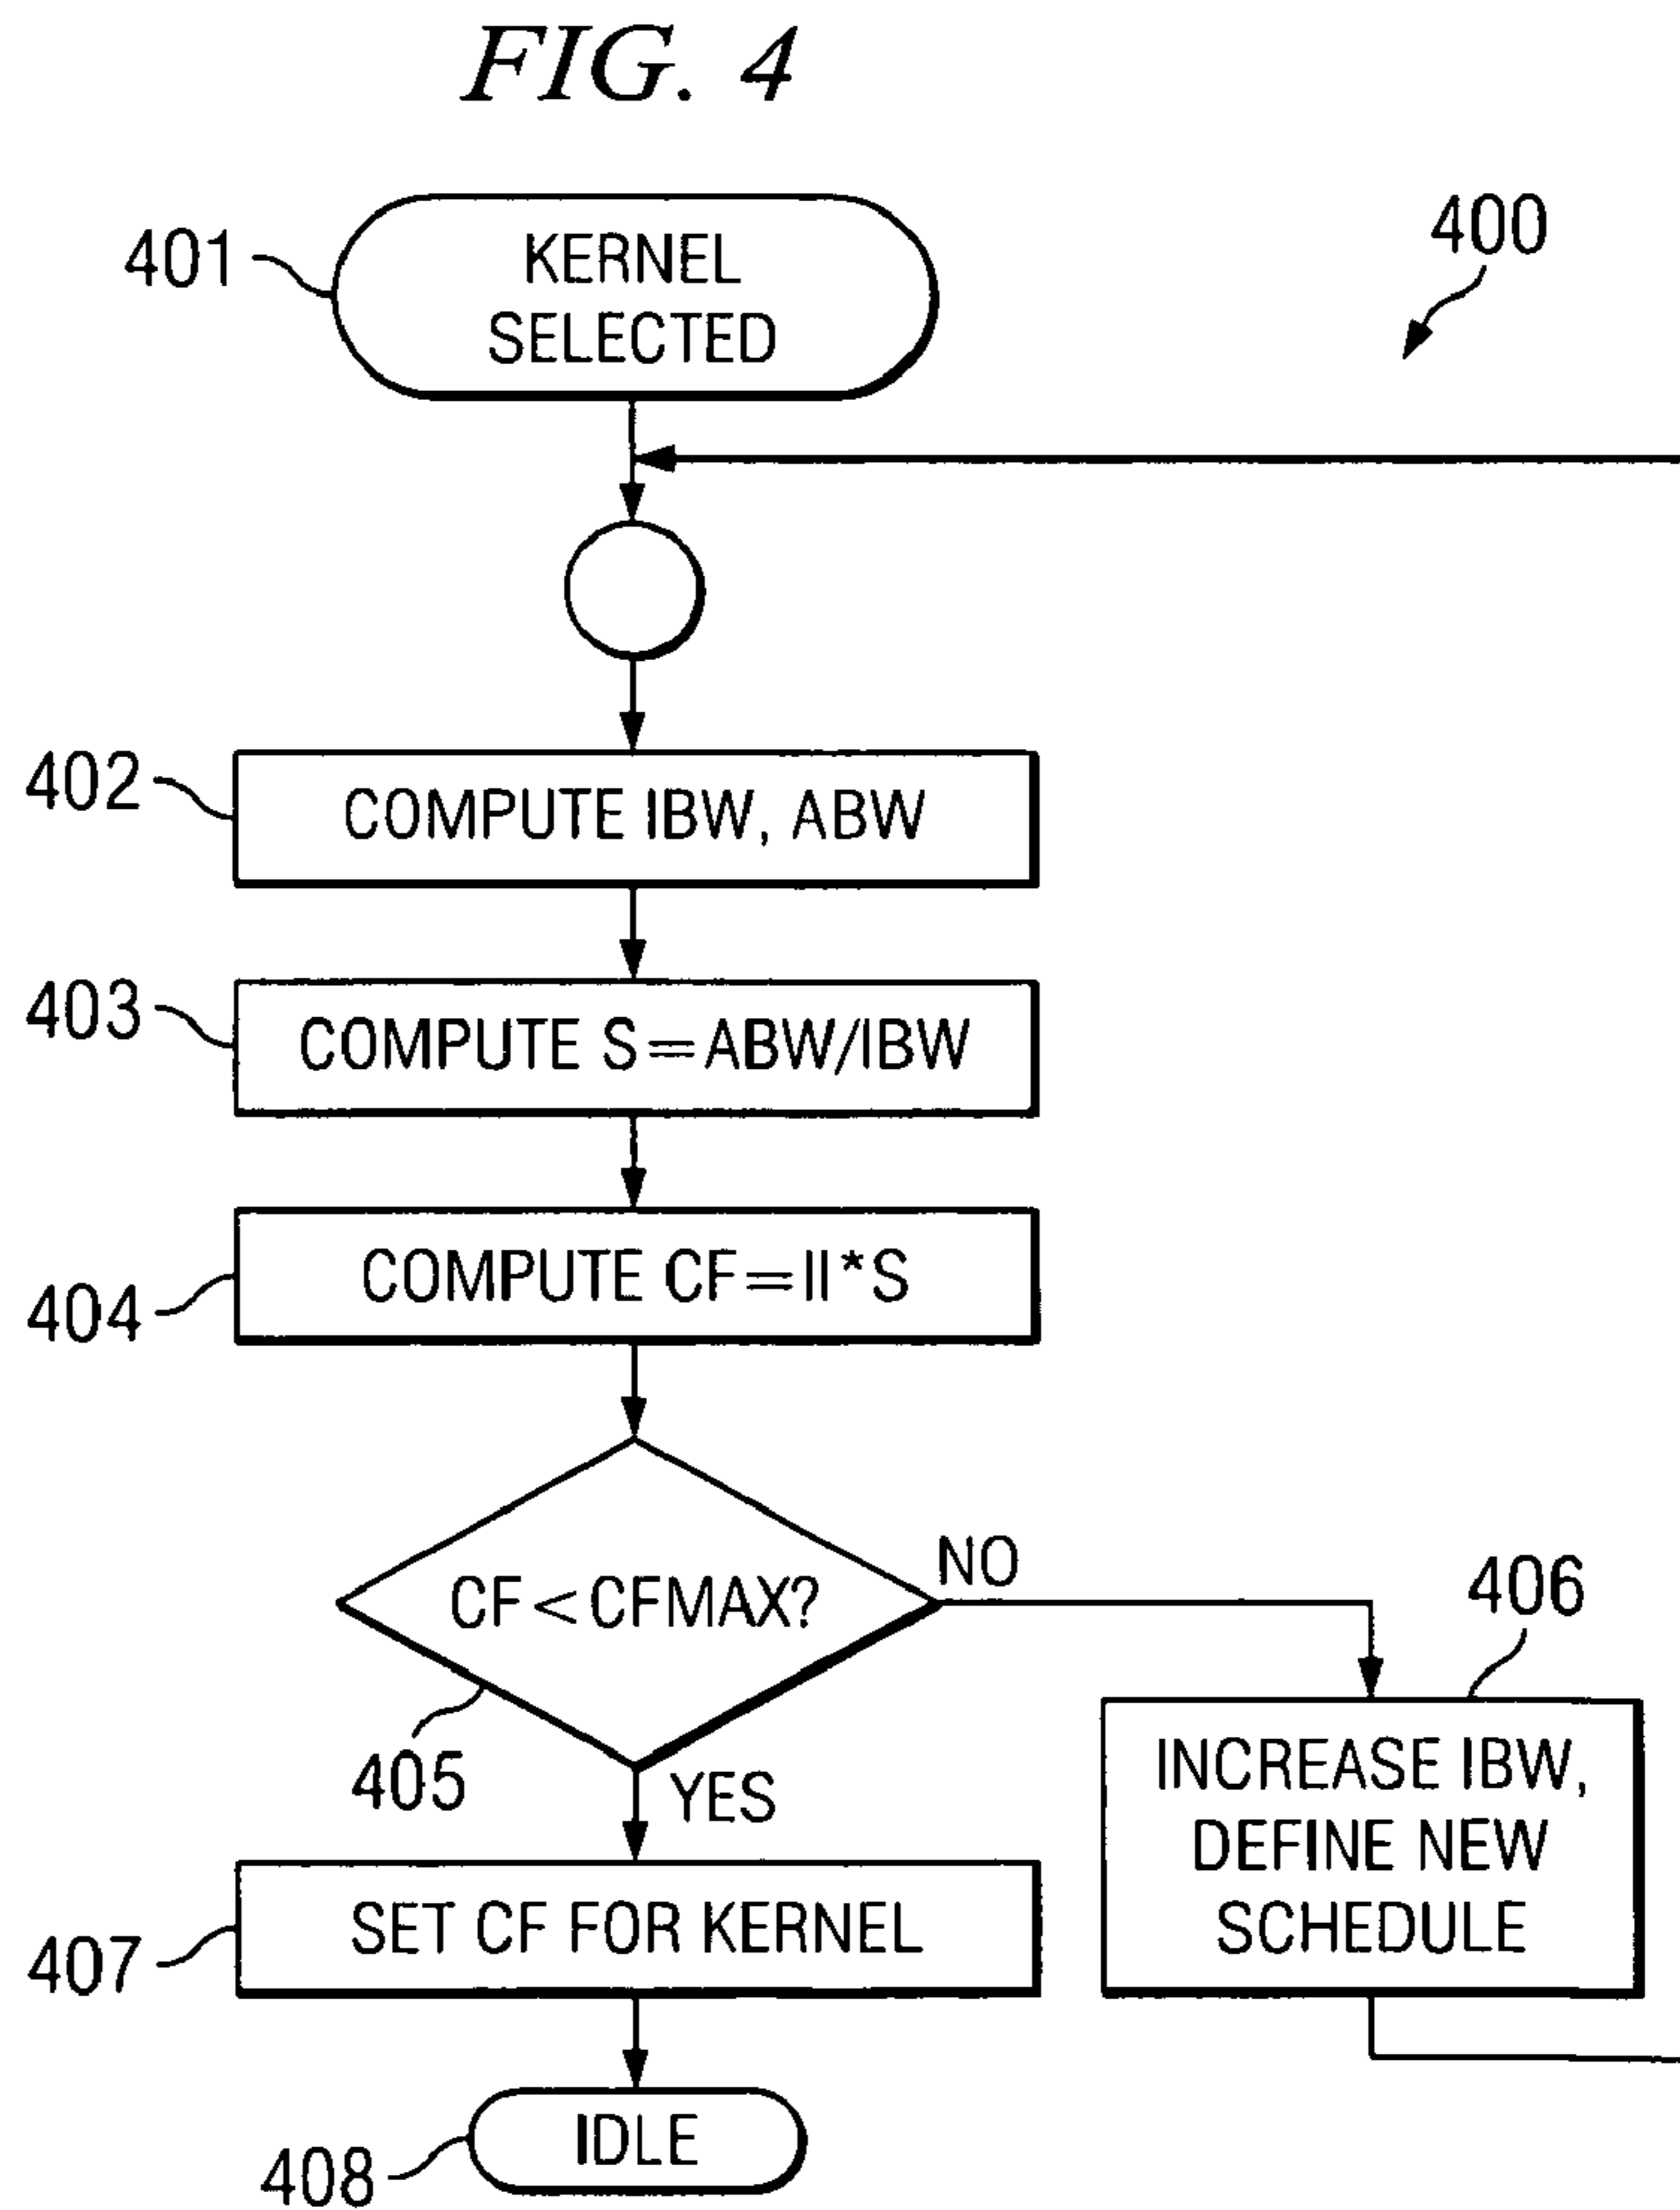 FIG. 4
401
KERNEL
SELECTED
400
402
COMPUTE IBW, ABW
403
COMPUTE S=ABW/IBW
404
COMPUTE CF=II*S
CF<CFMAX?
NO
405
YES
406
INCREASE IBW,
DEFINE NEW
SCHEDULE
407
SET CF FOR KERNEL
408
IDLE